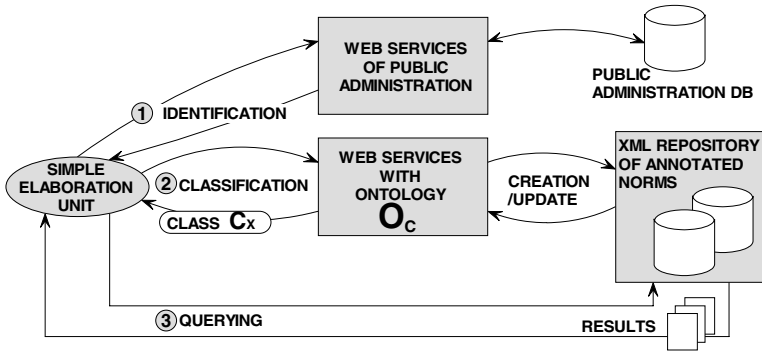 WEB SERVICES
OF PUBLIC
ADMINISTRATION
PUBLIC
ADMINISTRATION DB
1 IDENTIFICATION
SIMPLE
ELABORATION
UNIT
2 CLASSIFICATION
CLASS Cx
WEB SERVICES
WITH
ONTOLOGY
Oc
CREATION
/UPDATE
XML REPOSITORY
OF ANNOTATED
NORMS
3 QUERYING
RESULTS